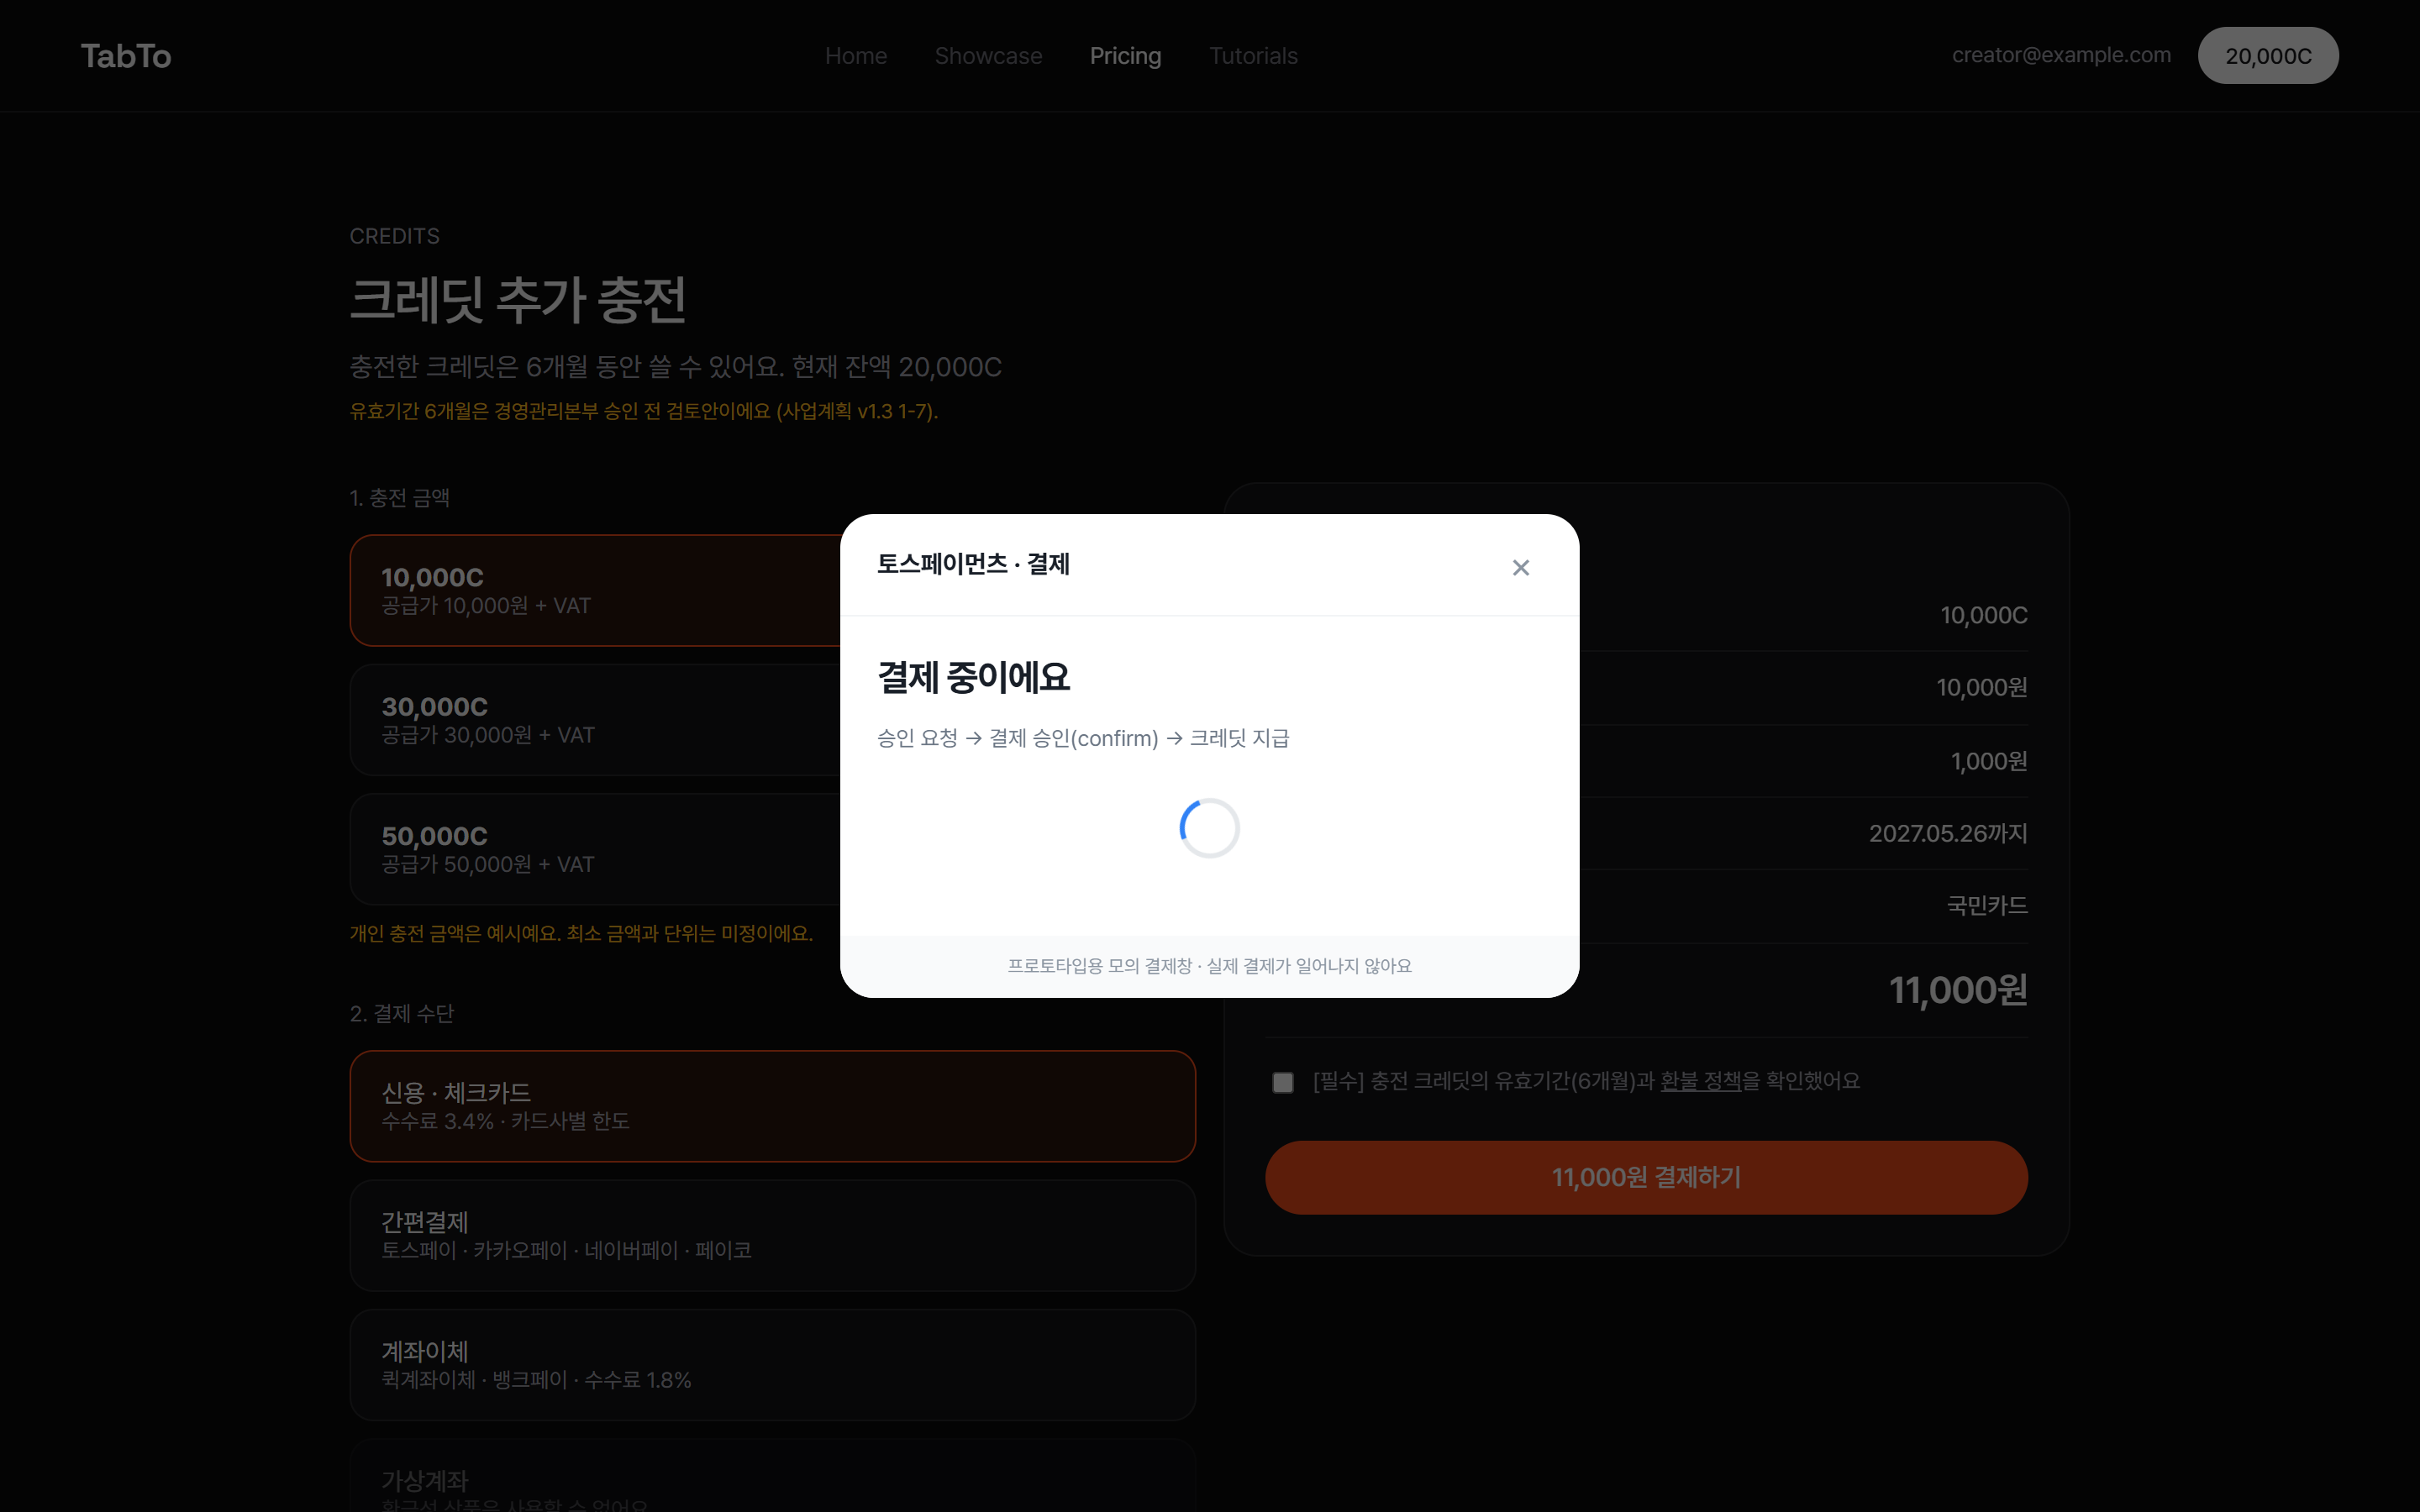 TabTo
Home Showcase Pricing Tutorials
creator@example.com 20,000C
CREDITS
크레딧 추가 충전
충전한 크레딧은 6개월 동안 쓸 수 있어요. 현재 잔액 20,000C
유효기간 6개월은 경영관리본부 승인 전 검토안이에요 (사업계획 v1.3 1-7).
1. 충전 금액
10,000C
공급가 10,000원 + VAT
30,000C
공급가 30,000원 + VAT
50,000C
공급가 50,000원 + VAT
개인 충전 금액은 예시예요. 최소 금액과 단위는 미정이에요.
2. 결제 수단
신용 · 체크카드
수수료 3.4% · 카드사별 한도
간편결제
토스페이 · 카카오페이 · 네이버페이 · 페이코
계좌이체
퀵계좌이체 · 뱅크페이 · 수수료 1.8%
가상계좌
환금성 상품은 사용할 수 없어요
토스페이먼츠 · 결제
결제 중이에요
승인 요청 → 결제 승인(confirm) → 크레딧 지급
프로토타입용 모의 결제창 · 실제 결제가 일어나지 않아요
10,000C
10,000원
1,000원
2027.05.26까지
국민카드
11,000원
[필수] 충전 크레딧의 유효기간(6개월)과 환불 정책을 확인했어요
11,000원 결제하기